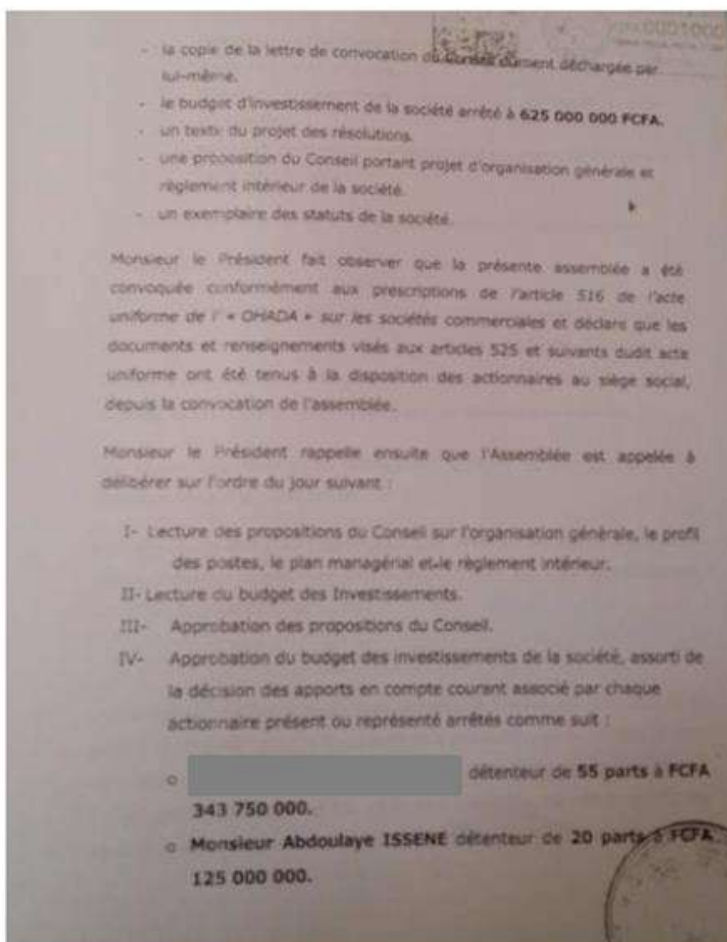 0001000
- la copie de la lettre de convocation du Conseil dûment déchargée par
lui-même.
- le budget d'investissement de la société arrêté à 625 000 000 FCFA.
- un texte du projet des résolutions.
- une proposition du Conseil portant projet d'organisation générale et
règlement intérieur de la société.
- un exemplaire des statuts de la société.
Monsieur le Président fait observer que la présente assemblée a été
convoquée conformément aux prescriptions de l'article 516 de l'acte
uniforme de l' « OHADA » sur les sociétés commerciales et déclare que les
documents et renseignements visés aux articles 525 et suivants dudit acte
uniforme ont été tenus à la disposition des actionnaires au siège social,
depuis la convocation de l'assemblée.
Monsieur le Président rappelle ensuite que l'Assemblée est appelée à
délibérer sur l'ordre du jour suivant :
I- Lecture des propositions du Conseil sur l'organisation générale, le profil
des postes, le plan managérial et le règlement intérieur.
II- Lecture du budget des Investissements.
III- Approbation des propositions du Conseil.
IV- Approbation du budget des investissements de la société, assorti de
la décision des apports en compte courant associé par chaque
actionnaire présent ou représenté arrêtés comme suit :
o détenteur de 55 parts à FCFA
343 750 000.
o Monsieur Abdoulaye ISSENE détenteur de 20 parts à FCFA
125 000 000.